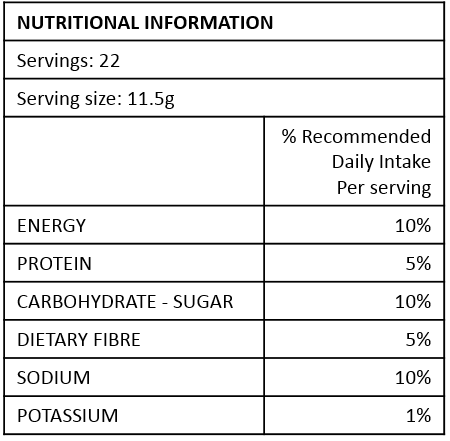 NUTRITIONAL INFORMATION
Servings: 22
Serving size: 11.5g
% Recommended
Daily Intake
Per serving
ENERGY 10%
PROTEIN 5%
CARBOHYDRATE - SUGAR 10%
DIETARY FIBRE 5%
SODIUM 10%
POTASSIUM 1%